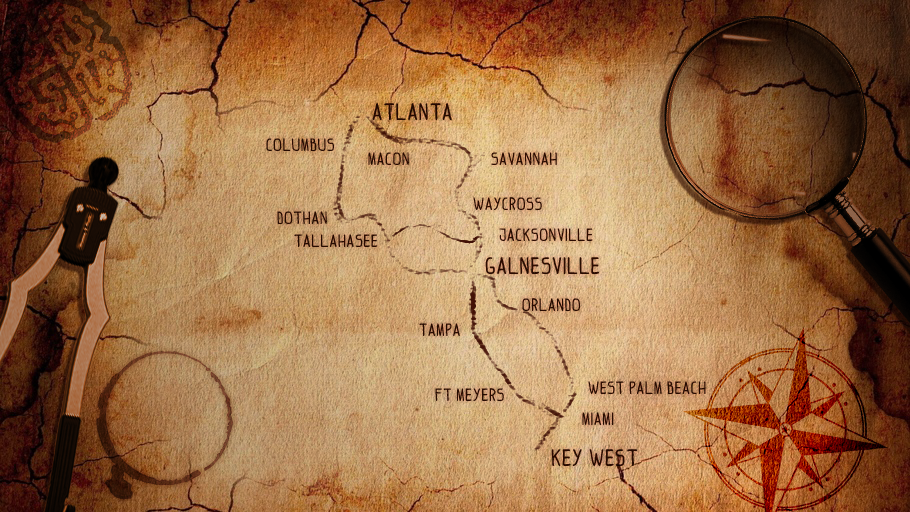 ATLANTA
COLUMBUS
MACON
SAVANNAH
WAYCROSS
DOTHAN
TALLAHASEE
JACKSONVILLE
GALNESVILLE
ORLANDO
TAMPA
FT MEYERS
WEST PALM BEACH
MIAMI
KEY WEST